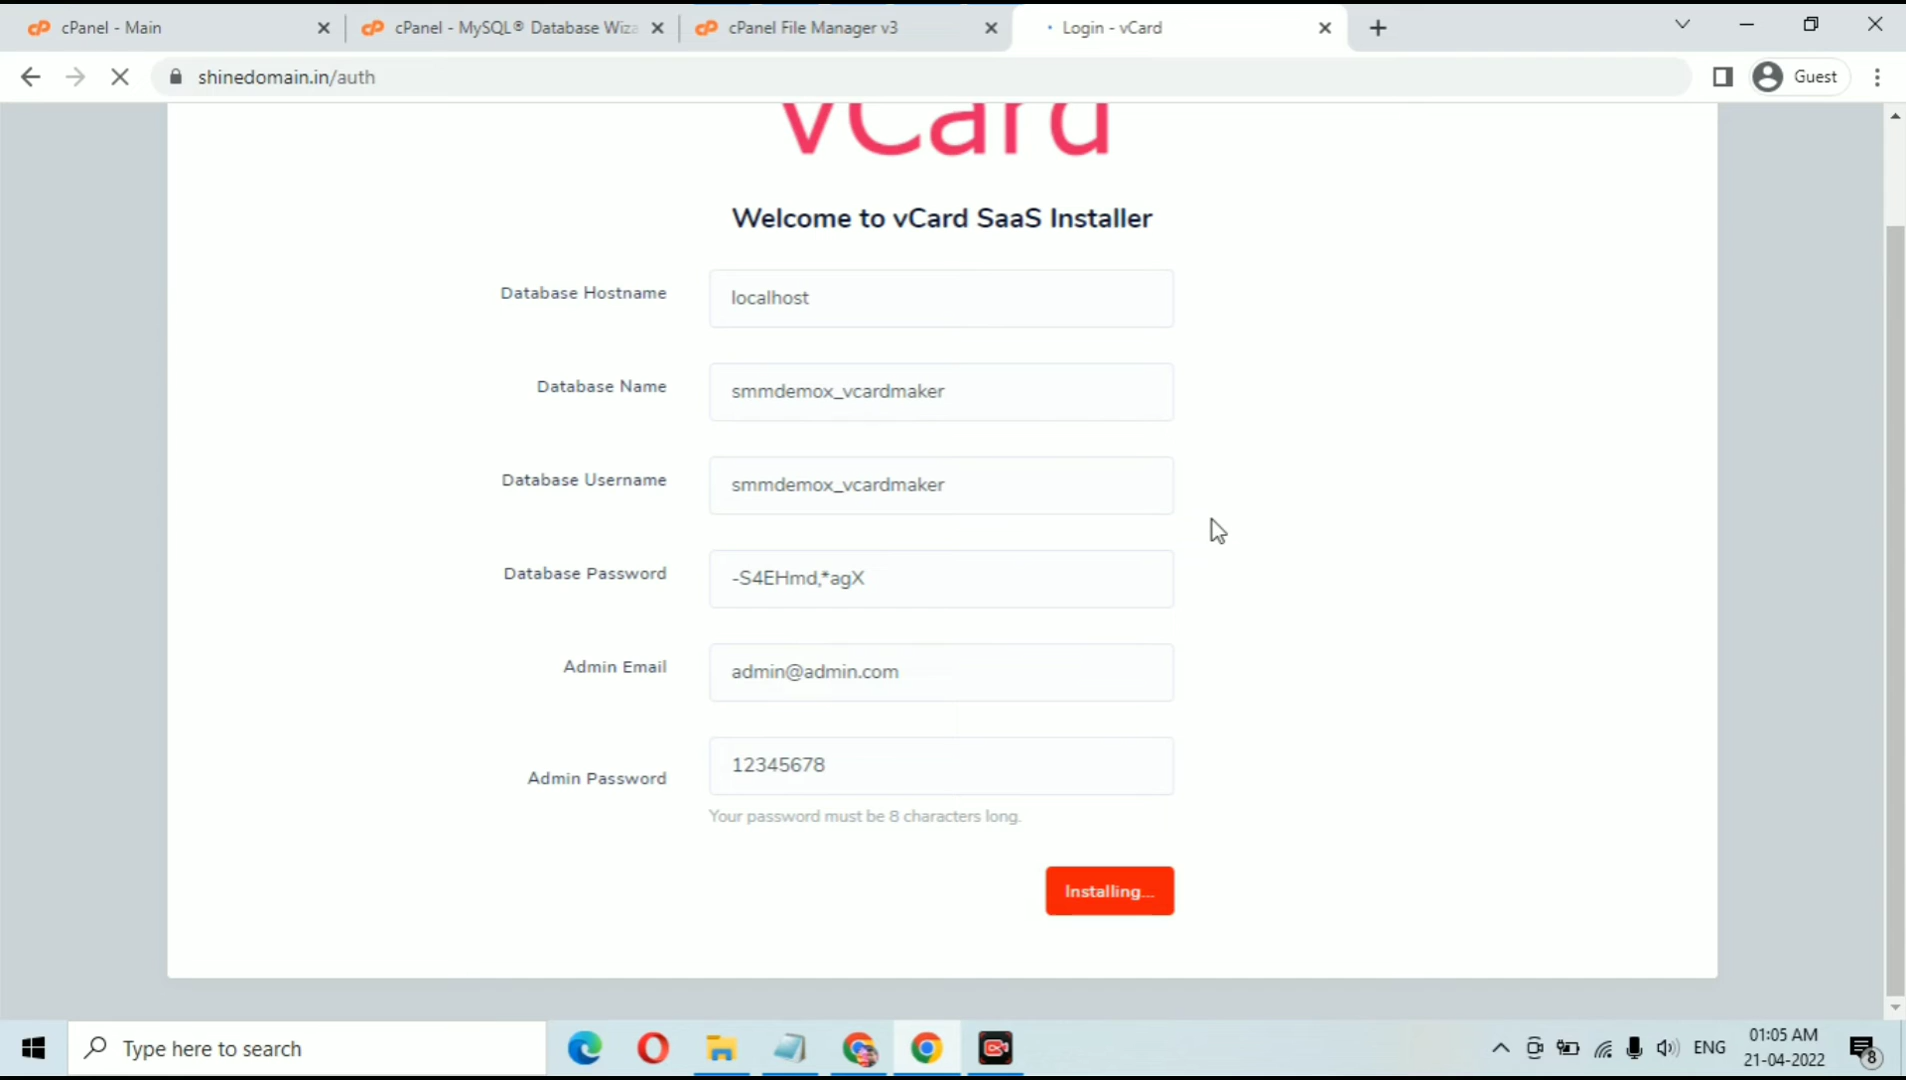 cPanel - Main
cPanel - MySQL® Database Wiza
cPanel File Manager v3
Login - vCard
shinedomain.in/auth
Guest
vCard
Welcome to vCard SaaS Installer
Database Hostname
localhost
Database Name
smmdemox_vcardmaker
Database Username
smmdemox_vcardmaker
Database Password
-S4EHmd,*agX
Admin Email
admin@admin.com
Admin Password
12345678
Your password must be 8 characters long.
Installing...
Type here to search
ENG
01:05 AM
21-04-2022
8